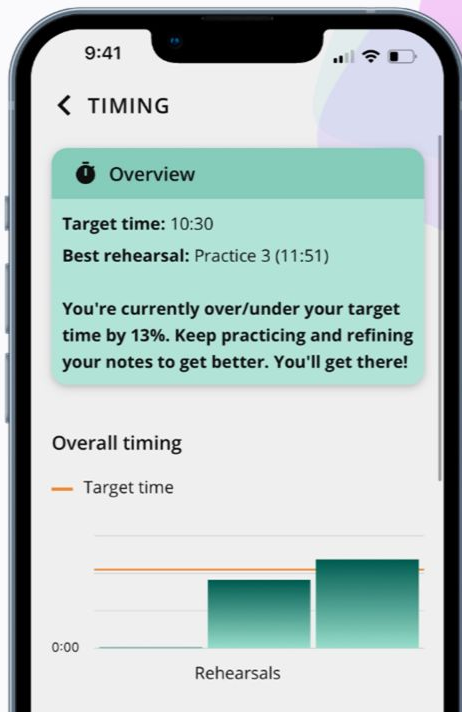 9:41
TIMING
Overview
Target time: 10:30
Best rehearsal: Practice 3 (11:51)
You're currently over/under your target
time by 13%. Keep practicing and refining
your notes to get better. You'll get there!
Overall timing
Target time
0:00
Rehearsals